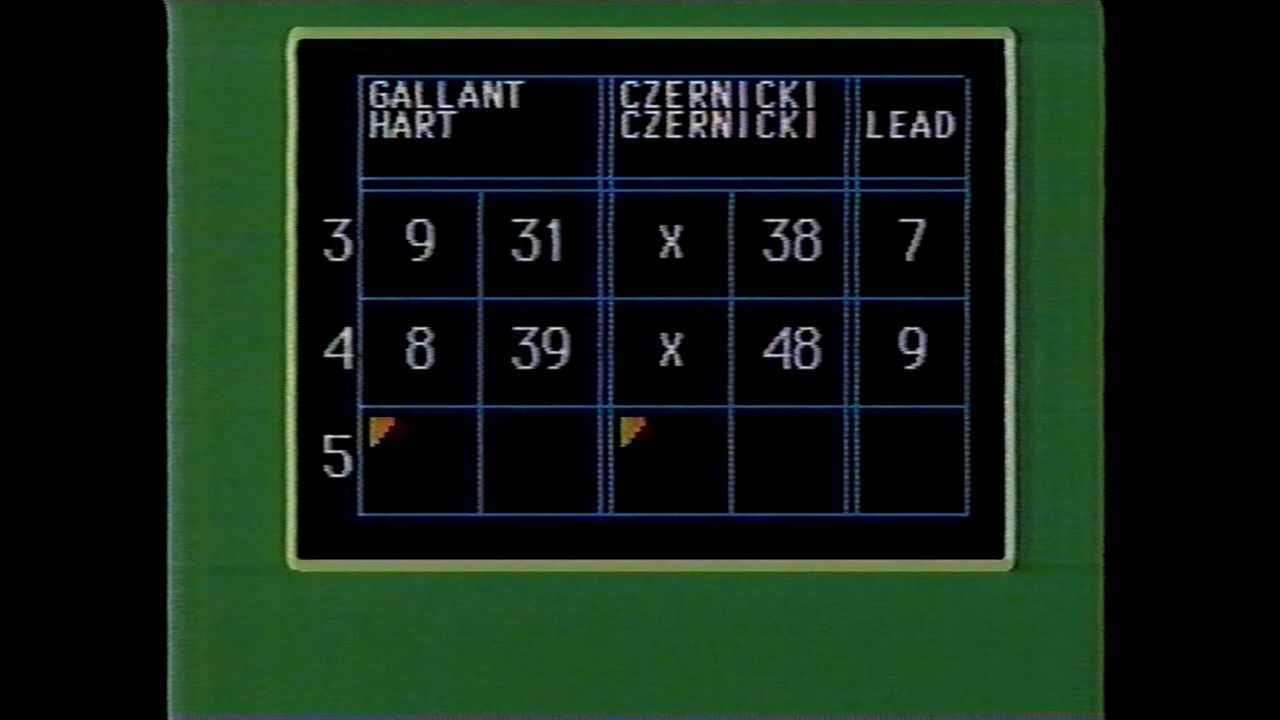 GALLANT
HART
CZERNICKI
CZERNICKI
LEAD
3 9 31 X 38 7
4 8 39 X 48 9
5